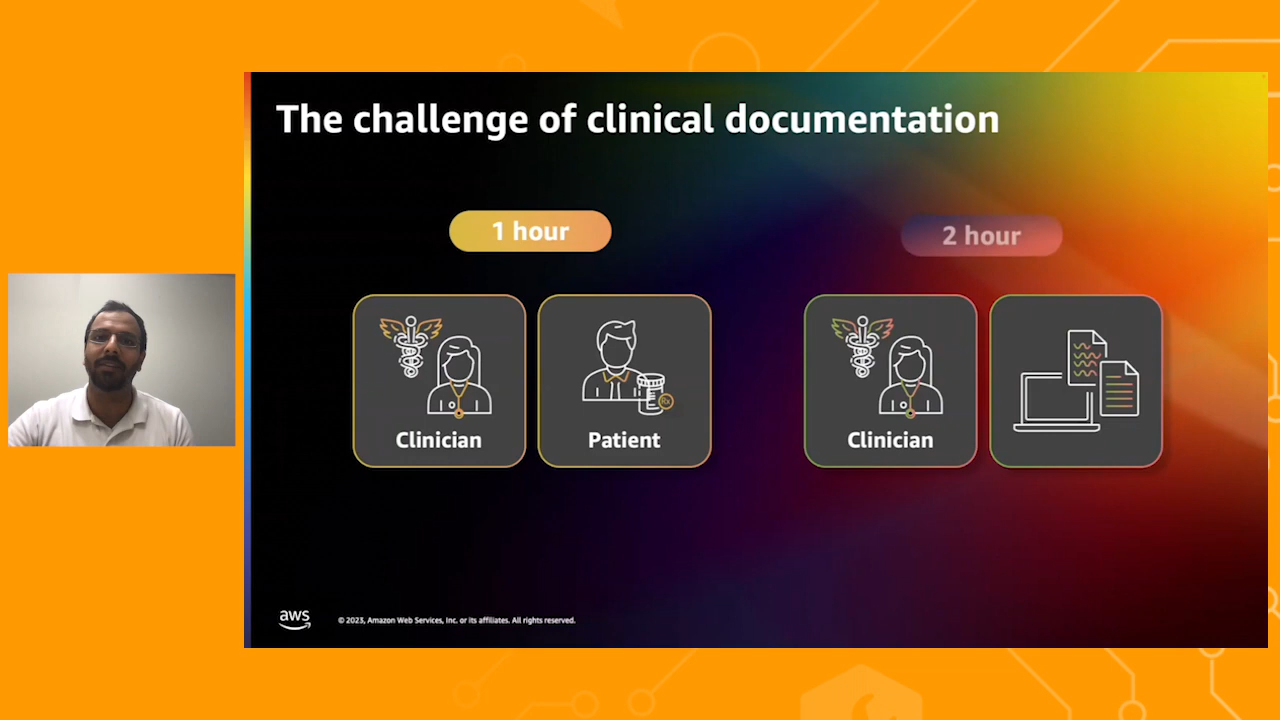 The challenge of clinical documentation
1 hour
2 hour
Clinician
Patient
Clinician
Rx
aws
© 2023, Amazon Web Services, Inc. or its affiliates. All rights reserved.